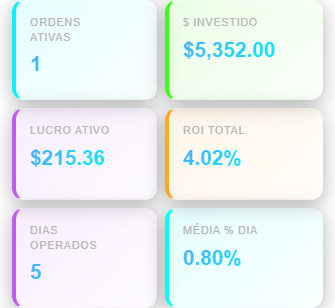 ORDENS
ATIVAS
1
$ INVESTIDO
$5,352.00
LUCRO ATIVO
$215.36
ROI TOTAL
4.02%
DIAS
OPERADOS
5
MÉDIA % DIA
0.80%